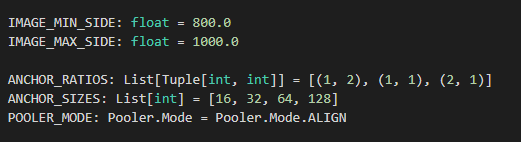 IMAGE_MIN_SIDE: float = 800.0
IMAGE_MAX_SIDE: float = 1000.0
ANCHOR_RATIOS: List[Tuple[int, int]] = [(1, 2), (1, 1), (2, 1)]
ANCHOR_SIZES: List[int] = [16, 32, 64, 128]
POOLER_MODE: Pooler.Mode = Pooler.Mode.ALIGN